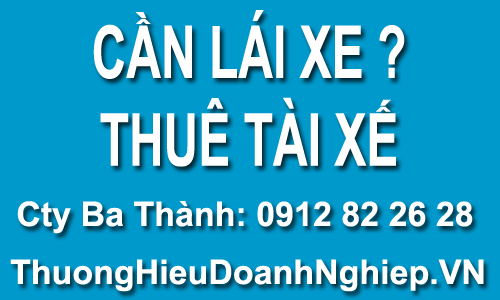 CẦN LÁI XE ?
THUÊ TÀI XẾ
Cty Ba Thành: 0912 82 26 28
ThuongHieuDoanhNghiep.VN